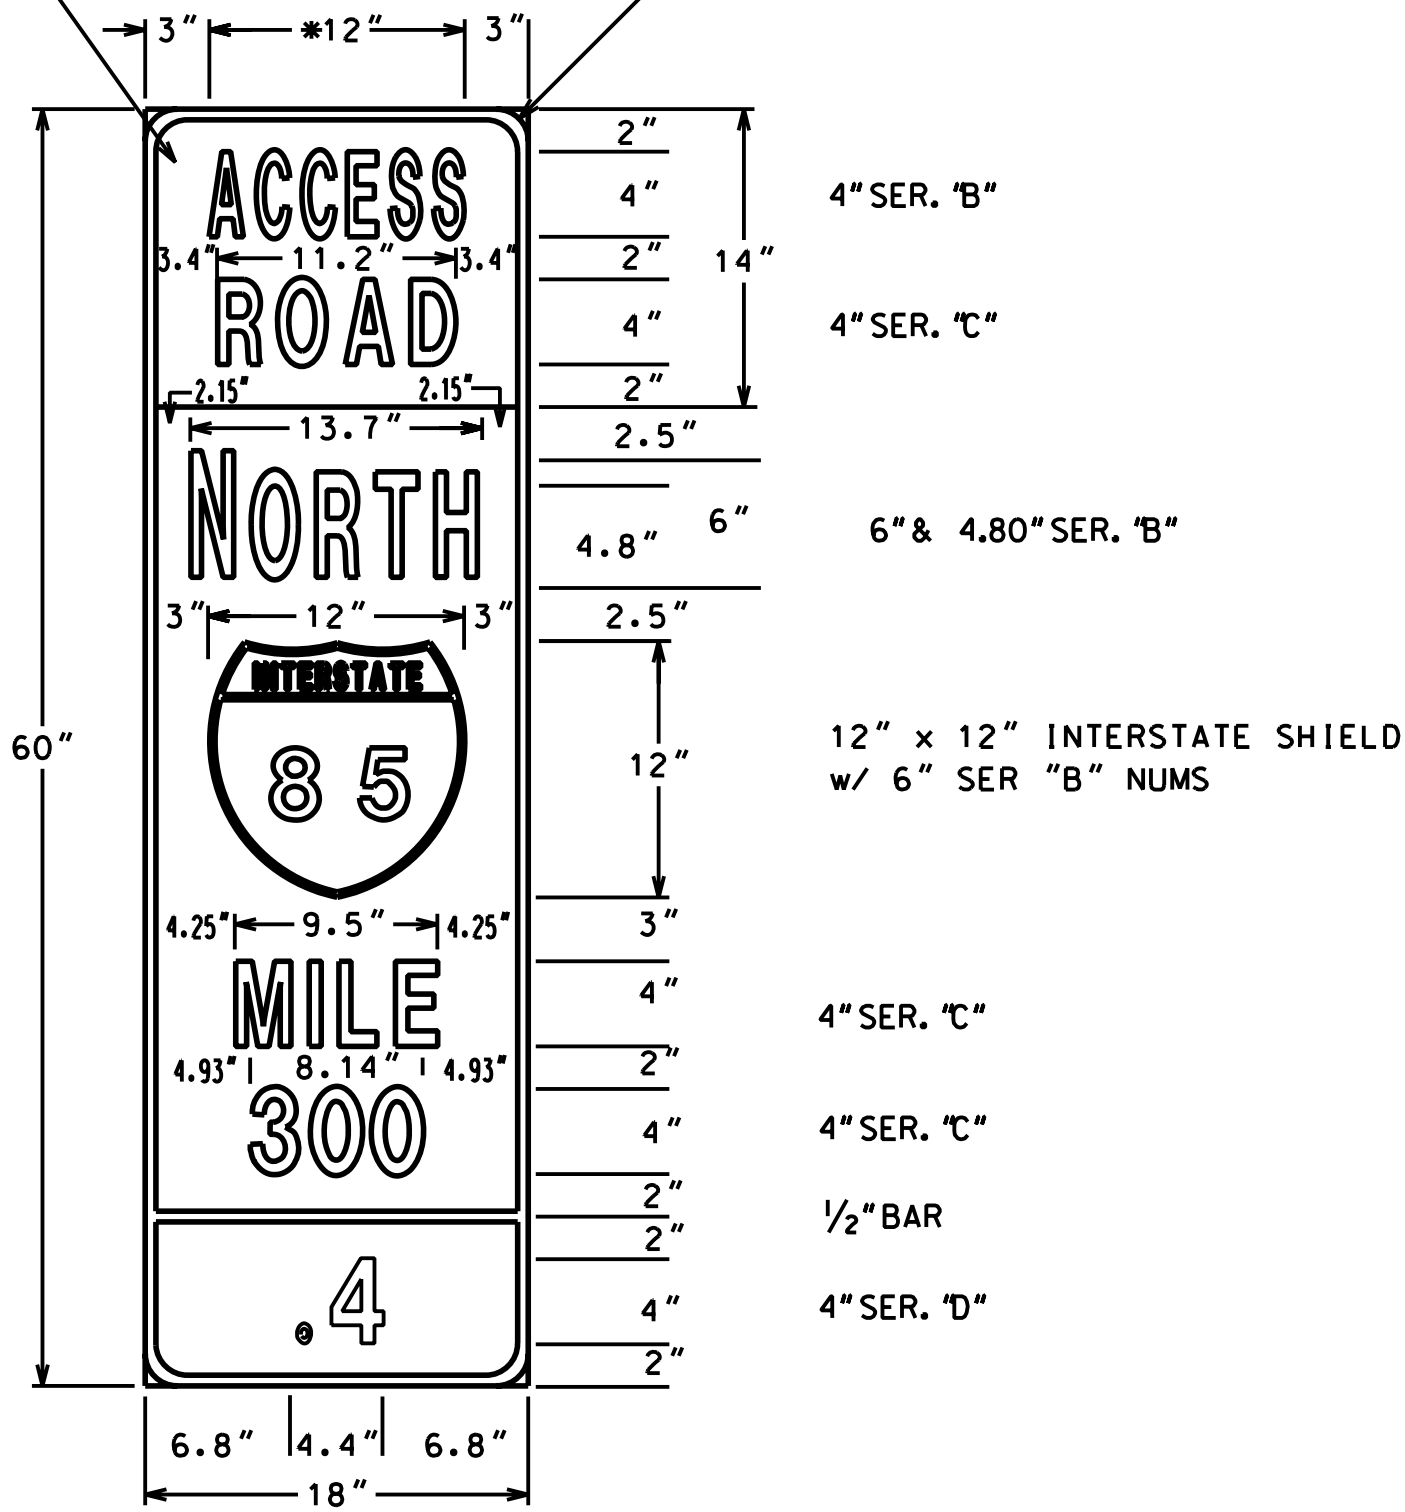 3" *12" 3"
2"
ACCESS
4" 4" SER. "B"
3.4" 11.2" 3.4" 2" 14"
ROAD
4" 4" SER. "C"
2.15" 2.15" 2"
13.7" 2.5"
NORTH
6" 6" & 4.80" SER. "B"
4.8"
3" 12" 3" 2.5"
INTERSTATE
60" 12" 12" x 12" INTERSTATE SHIELD
85 w/ 6" SER "B" NUMS
4.25" 9.5" 4.25" 3"
MILE
4" 4" SER. "C"
4.93" 8.14" 4.93" 2"
300
4" 4" SER. "C"
2" 1/2" BAR
2"
.4
4" 4" SER. "D"
2"
6.8" 4.4" 6.8"
18"